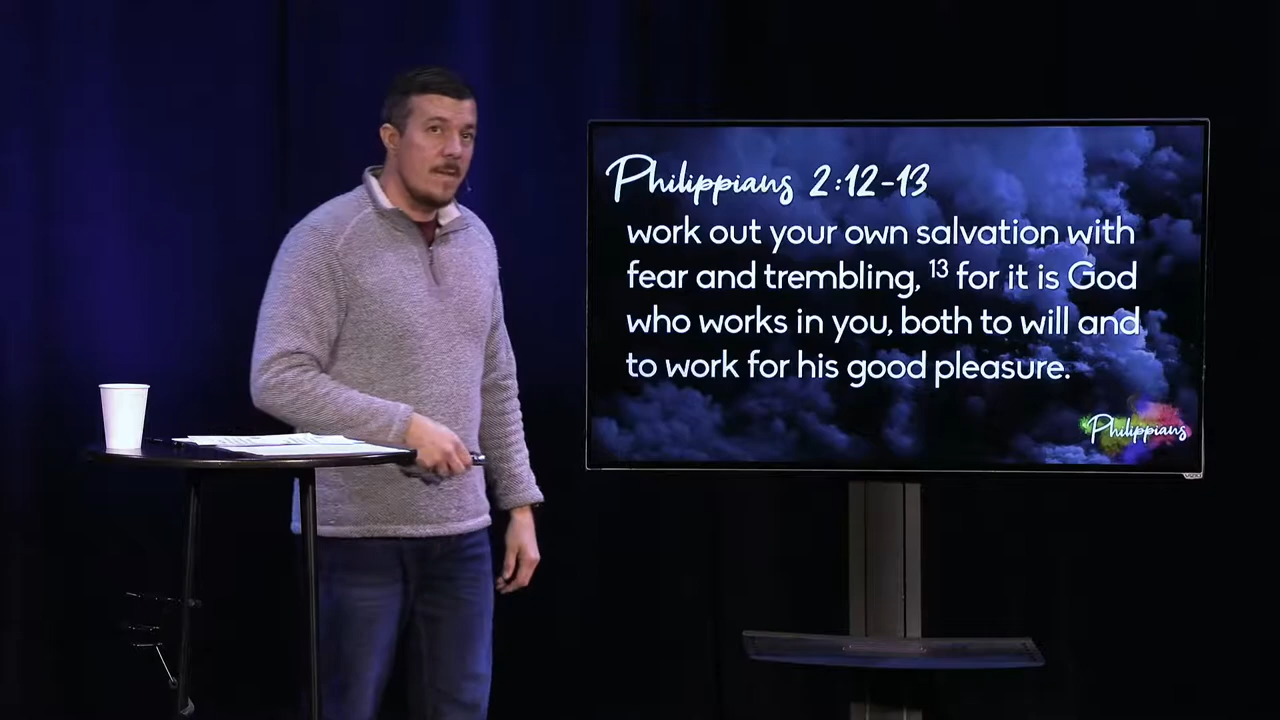 Philippians 2:12-13
work out your own salvation with
fear and trembling, ¹³ for it is God
who works in you, both to will and
to work for his good pleasure.
Philippians